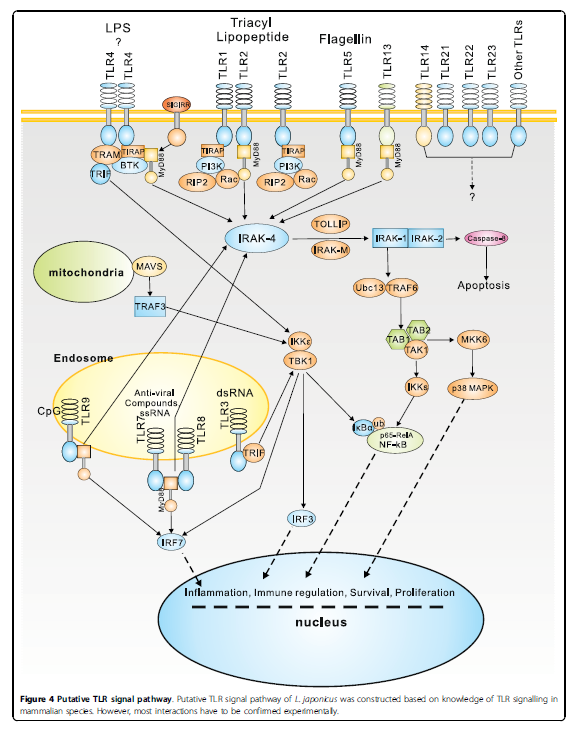 LPS
?
Triacyl
Lipopeptide
Flagellin
TLR4
TLR4
TLR1
TLR2
TLR2
TLR5
TLR13
TLR14
TLR21
TLR22
TLR23
Other TLRs
SIGIRR
TRAM
TIRAP
BTK
TRIF
MyD88
TIRAP
PI3K
RIP2
Rac
MyD88
TIRAP
PI3K
RIP2
Rac
MyD88
MyD88
?
TOLLIP
IRAK-4
IRAK-M
IRAK-1
IRAK-2
Caspase-8
mitochondria
MAVS
TRAF3
Ubc13
TRAF6
Apoptosis
TAB1
TAB2
TAK1
MKK6
IKKε
TBK1
IKKs
p38 MAPK
Endosome
CpG
TLR9
Anti-viral
Compounds
ssRNA
TLR7
TLR8
dsRNA
TLR3
TRIF
MyD88
IκBα
ub
p65-RelA
NF-kB
IRF3
IRF7
Inflammation, Immune regulation, Survival, Proliferation
nucleus
Figure 4 Putative TLR signal pathway. Putative TLR signal pathway of L. japonicus was constructed based on knowledge of TLR signalling in
mammalian species. However, most interactions have to be confirmed experimentally.